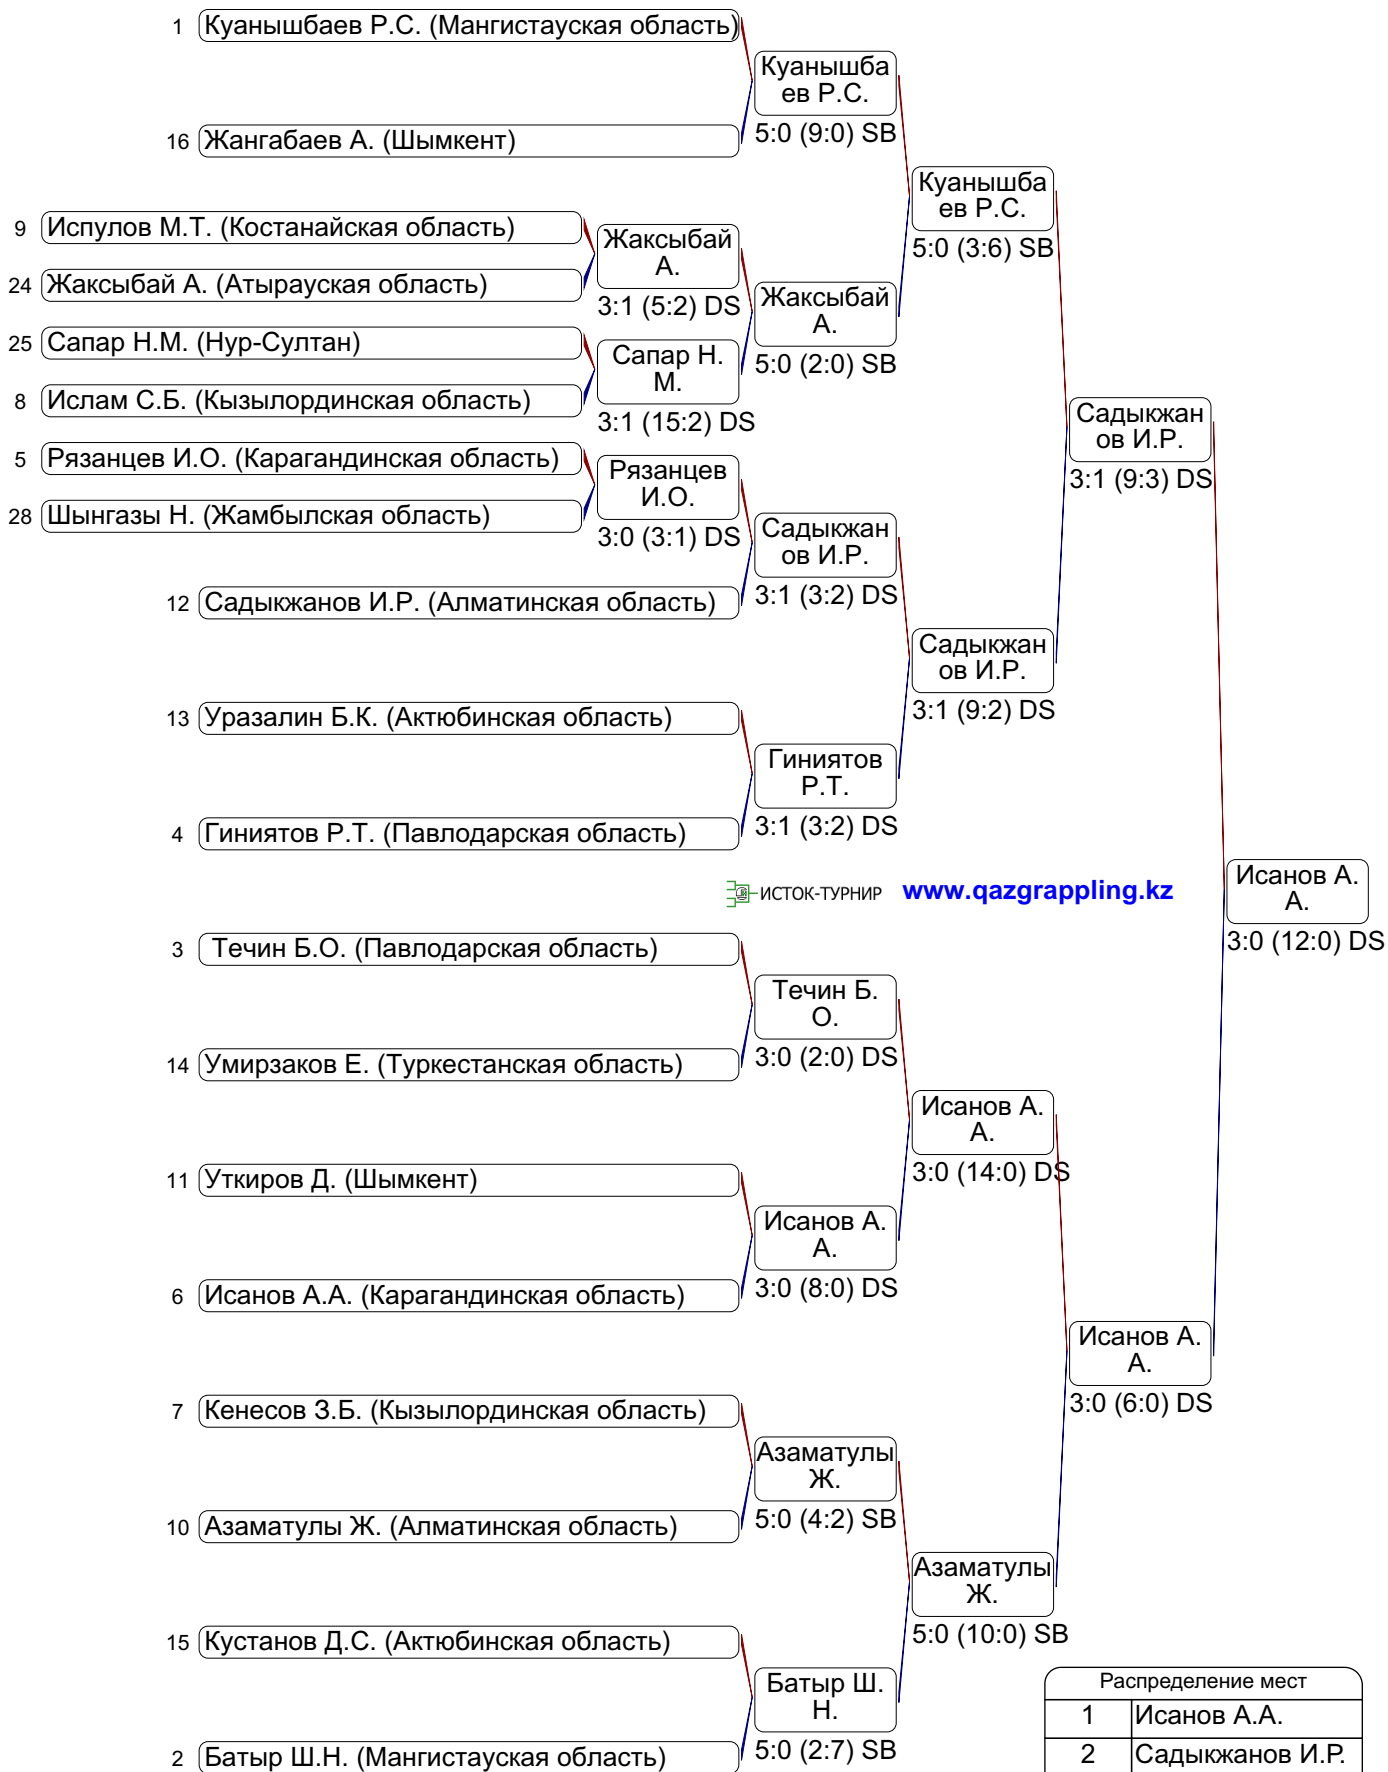 1 Куанышбаев Р.С. (Мангистауская область)
Куанышба
ев Р.С.
5:0 (9:0) SB
16 Жангабаев А. (Шымкент)
Куанышба
ев Р.С.
5:0 (3:6) SB
9 Испулов М.Т. (Костанайская область)
Жаксыбай
А.
3:1 (5:2) DS
24 Жаксыбай А. (Атырауская область)
Жаксыбай
А.
5:0 (2:0) SB
25 Сапар Н.М. (Нур-Султан)
Сапар Н.
М.
3:1 (15:2) DS
8 Ислам С.Б. (Кызылординская область)
Садыкжан
ов И.Р.
3:1 (9:3) DS
5 Рязанцев И.О. (Карагандинская область)
Рязанцев
И.О.
3:0 (3:1) DS
28 Шынгазы Н. (Жамбылская область)
Садыкжан
ов И.Р.
3:1 (3:2) DS
12 Садыкжанов И.Р. (Алматинская область)
Садыкжан
ов И.Р.
3:1 (9:2) DS
13 Уразалин Б.К. (Актюбинская область)
Гиниятов
Р.Т.
3:1 (3:2) DS
4 Гиниятов Р.Т. (Павлодарская область)
ИСТОК-ТУРНИР www.qazgrappling.kz
Исанов А.
А.
3:0 (12:0) DS
3 Течин Б.О. (Павлодарская область)
Течин Б.
О.
3:0 (2:0) DS
14 Умирзаков Е. (Туркестанская область)
Исанов А.
А.
3:0 (14:0) DS
11 Уткиров Д. (Шымкент)
Исанов А.
А.
3:0 (8:0) DS
6 Исанов А.А. (Карагандинская область)
Исанов А.
А.
3:0 (6:0) DS
7 Кенесов З.Б. (Кызылординская область)
Азаматулы
Ж.
5:0 (4:2) SB
10 Азаматулы Ж. (Алматинская область)
Азаматулы
Ж.
5:0 (10:0) SB
15 Кустанов Д.С. (Актюбинская область)
Батыр Ш.
Н.
5:0 (2:7) SB
2 Батыр Ш.Н. (Мангистауская область)
Распределение мест
1 Исанов А.А.
2 Садыкжанов И.Р.